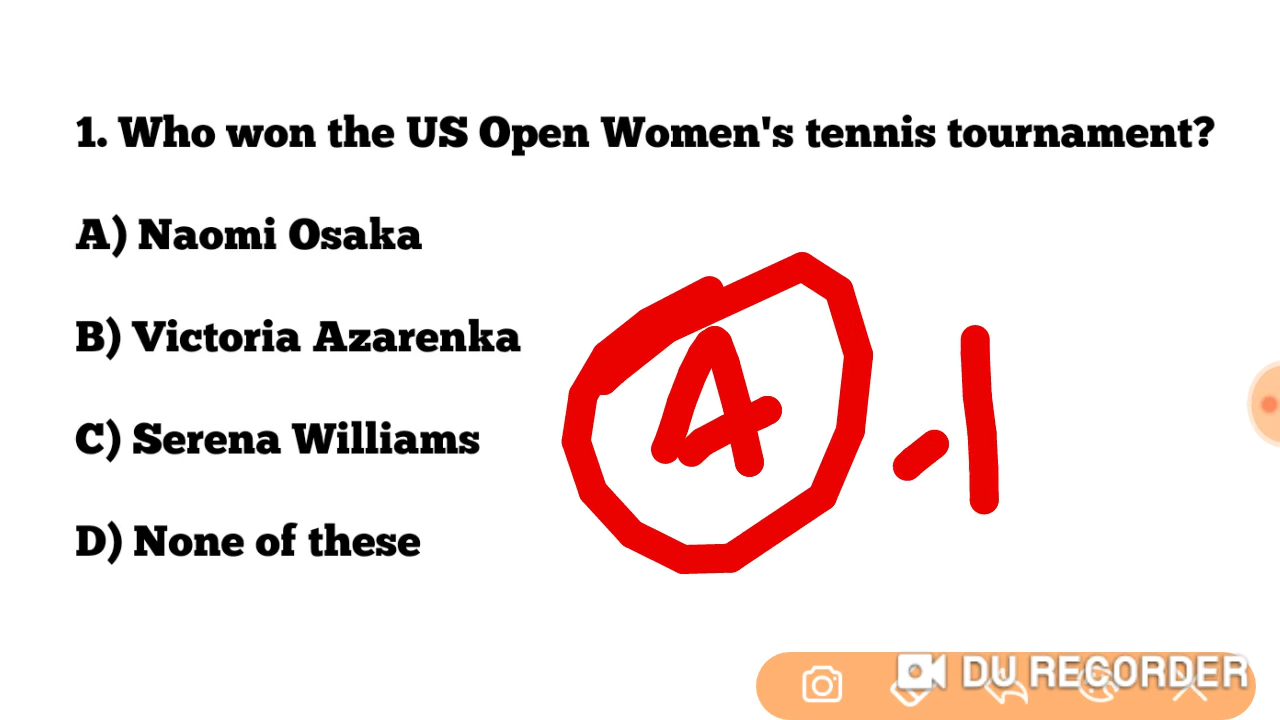 1. Who won the US Open Women's tennis tournament?
A) Naomi Osaka
B) Victoria Azarenka
A .1
C) Serena Williams
D) None of these
DU RECORDER